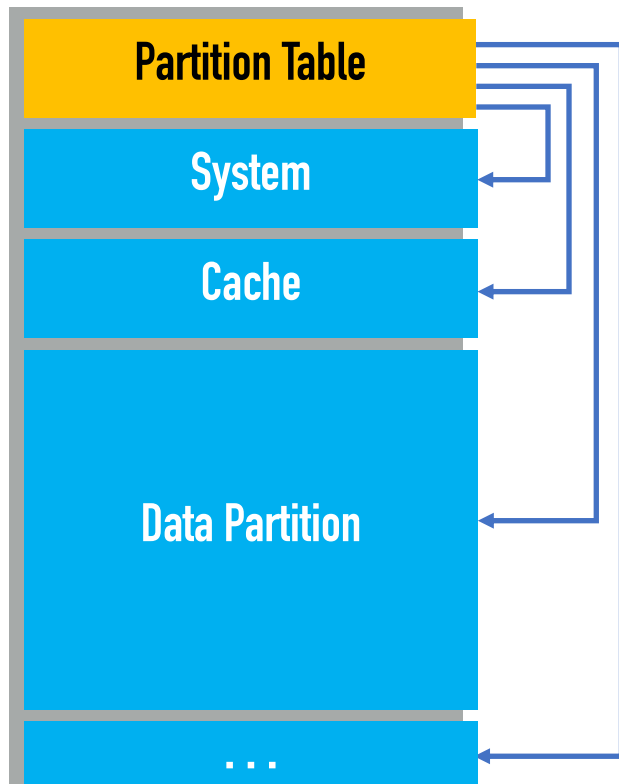 Partition Table
System
Cache
Data Partition
...